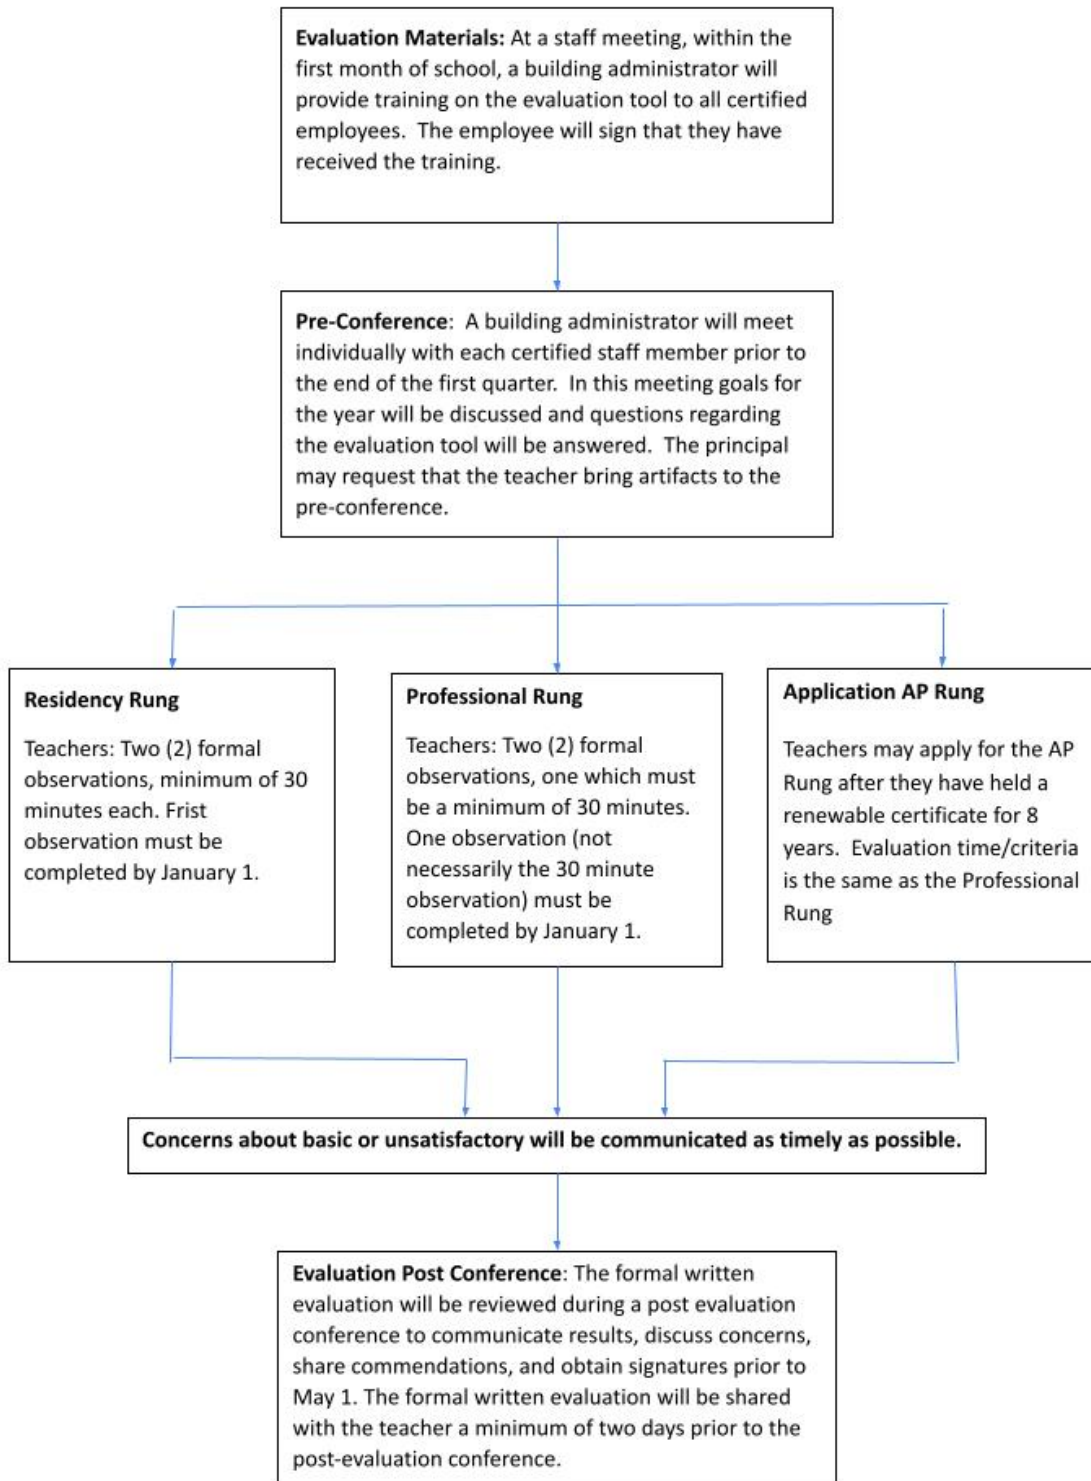 Evaluation Materials: At a staff meeting, within the
first month of school, a building administrator will
provide training on the evaluation tool to all certified
employees.  The employee will sign that they have
received the training.
Pre-Conference:  A building administrator will meet
individually with each certified staff member prior to
the end of the first quarter.  In this meeting goals for
the year will be discussed and questions regarding
the evaluation tool will be answered.  The principal
may request that the teacher bring artifacts to the
pre-conference.
Residency Rung
Teachers: Two (2) formal
observations, minimum of 30
minutes each. Frist
observation must be
completed by January 1.
Professional Rung
Teachers: Two (2) formal
observations, one which must
be a minimum of 30 minutes.
One observation (not
necessarily the 30 minute
observation) must be
completed by January 1.
Application AP Rung
Teachers may apply for the AP
Rung after they have held a
renewable certificate for 8
years.  Evaluation time/criteria
is the same as the Professional
Rung
Concerns about basic or unsatisfactory will be communicated as timely as possible.
Evaluation Post Conference: The formal written
evaluation will be reviewed during a post evaluation
conference to communicate results, discuss concerns,
share commendations, and obtain signatures prior to
May 1. The formal written evaluation will be shared
with the teacher a minimum of two days prior to the
post-evaluation conference.